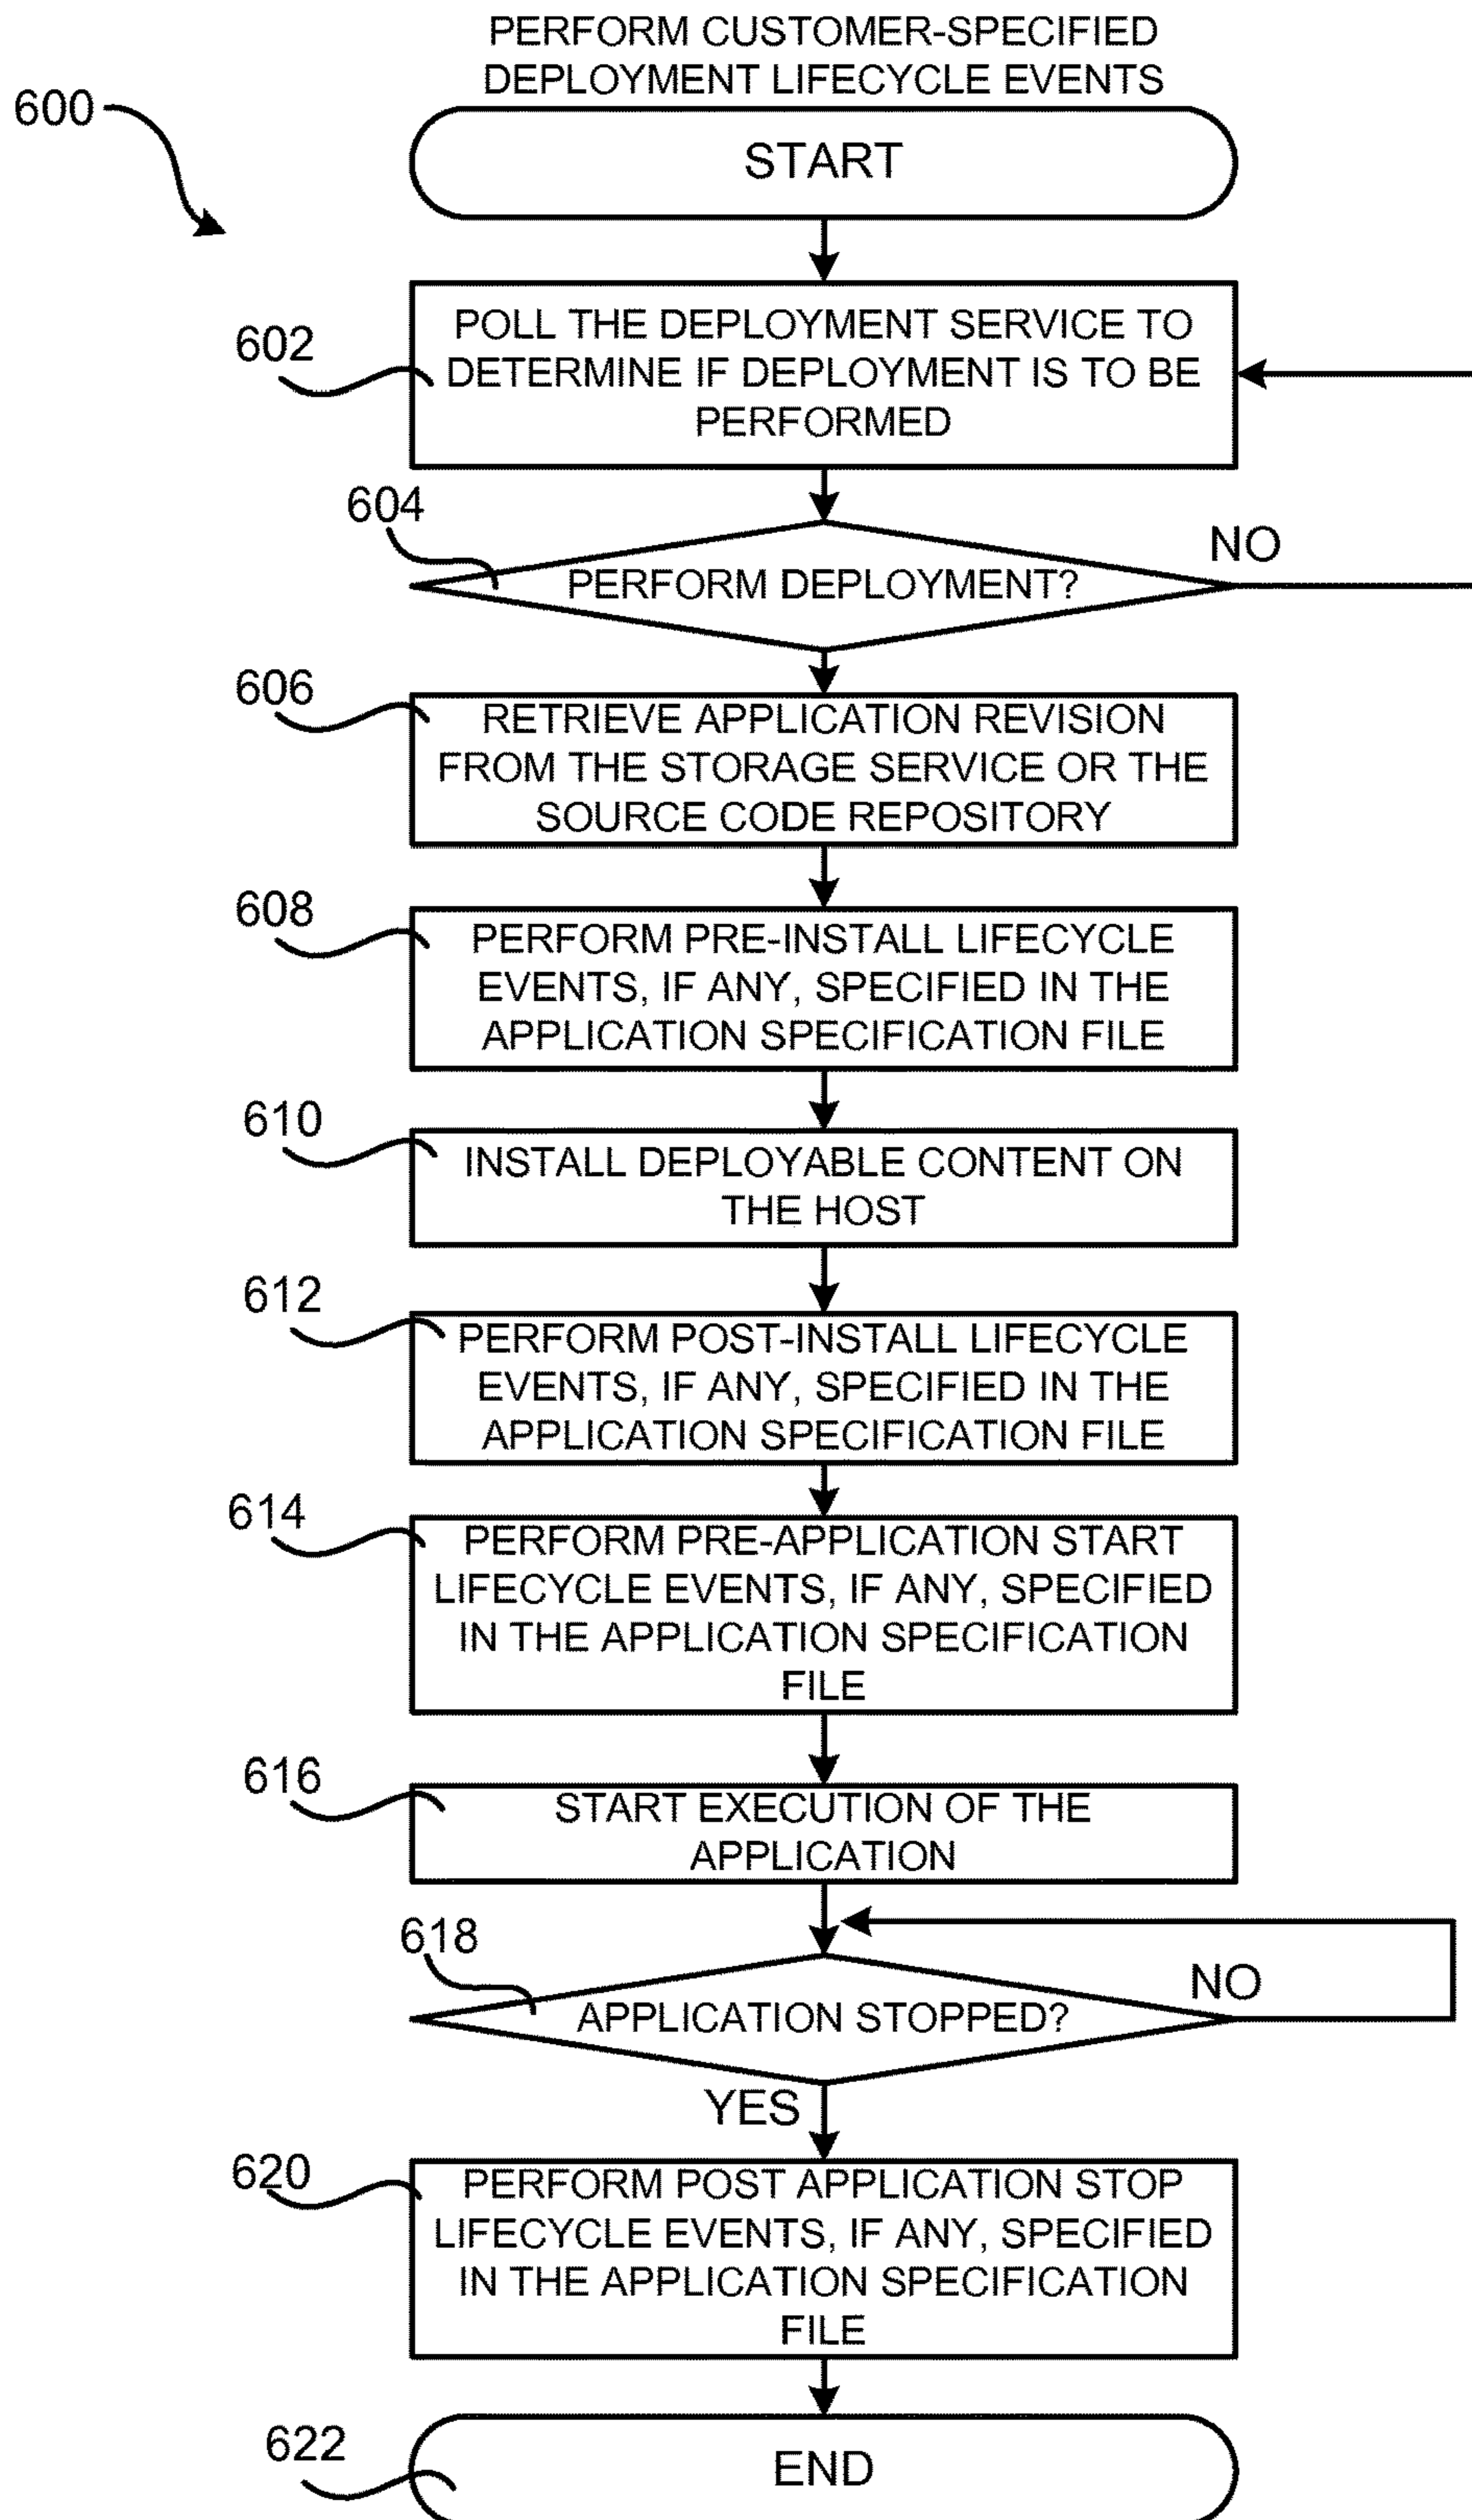 PERFORM CUSTOMER-SPECIFIED
DEPLOYMENT LIFECYCLE EVENTS
600
START
602
POLL THE DEPLOYMENT SERVICE TO
DETERMINE IF DEPLOYMENT IS TO BE
PERFORMED
604
PERFORM DEPLOYMENT?
NO
606
RETRIEVE APPLICATION REVISION
FROM THE STORAGE SERVICE OR THE
SOURCE CODE REPOSITORY
608
PERFORM PRE-INSTALL LIFECYCLE
EVENTS, IF ANY, SPECIFIED IN THE
APPLICATION SPECIFICATION FILE
610
INSTALL DEPLOYABLE CONTENT ON
THE HOST
612
PERFORM POST-INSTALL LIFECYCLE
EVENTS, IF ANY, SPECIFIED IN THE
APPLICATION SPECIFICATION FILE
614
PERFORM PRE-APPLICATION START
LIFECYCLE EVENTS, IF ANY, SPECIFIED
IN THE APPLICATION SPECIFICATION
FILE
616
START EXECUTION OF THE
APPLICATION
618
APPLICATION STOPPED?
NO
YES
620
PERFORM POST APPLICATION STOP
LIFECYCLE EVENTS, IF ANY, SPECIFIED
IN THE APPLICATION SPECIFICATION
FILE
622
END